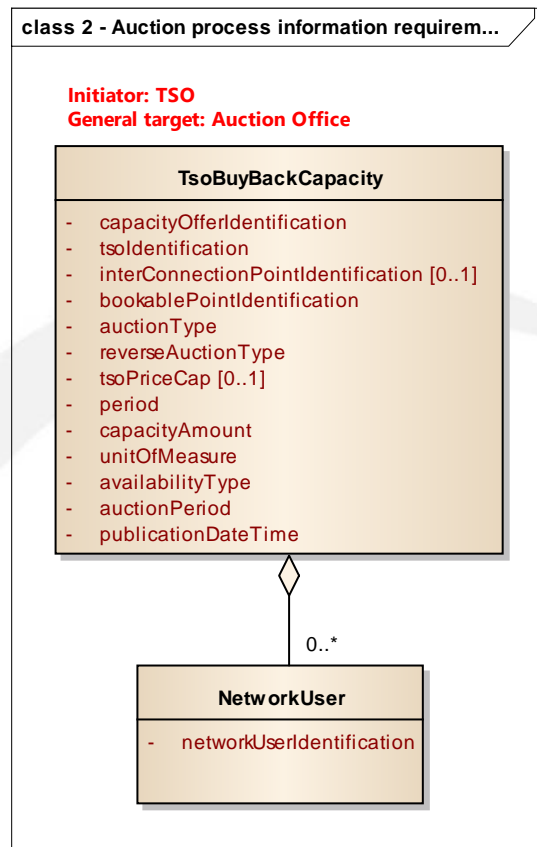 class 2 - Auction process information requirem...
Initiator: TSO
General target: Auction Office
TsoBuyBackCapacity
- capacityOfferIdentification
- tsoIdentification
- interConnectionPointIdentification [0..1]
- bookablePointIdentification
- auctionType
- reverseAuctionType
- tsoPriceCap [0..1]
- period
- capacityAmount
- unitOfMeasure
- availabilityType
- auctionPeriod
- publicationDateTime
0..*
NetworkUser
- networkUserIdentification